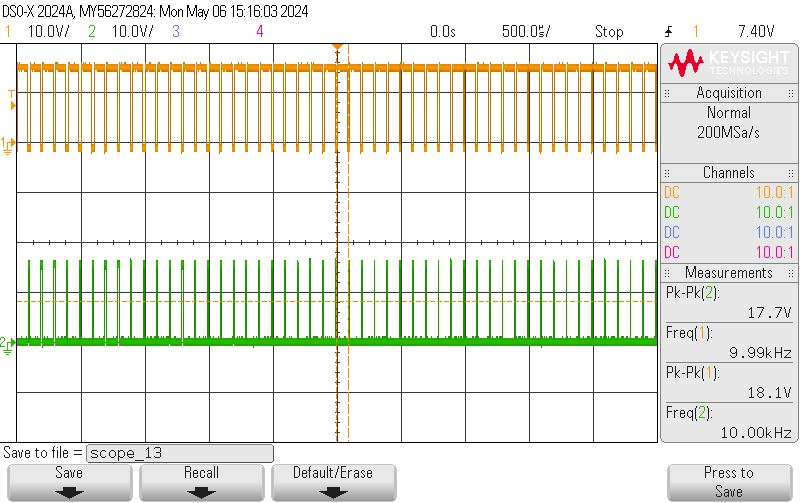 DSO-X 2024A, MY56272824: Mon May 06 15:16:03 2024
1 10.0V/ 2 10.0V/ 3 4 0.0s 500.0º/ Stop 1 7.40V
KEYSIGHT
TECHNOLOGIES
Acquisition
Normal
200MSa/s
Channels
DC 10.0:1
DC 10.0:1
DC 10.0:1
DC 10.0:1
Measurements
Pk-Pk(2):
17.7V
Freq(1):
9.99kHz
Pk-Pk(1):
18.1V
Freq(2):
10.00kHz
T
1
2
Save to file = scope_13
Save Recall Default/Erase Press to
Save